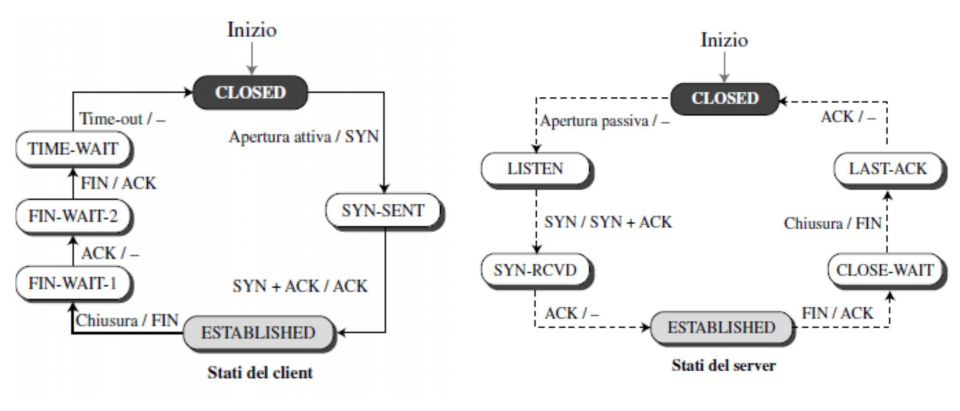 Inizio
CLOSED
Time-out / –
Apertura attiva / SYN
TIME-WAIT
FIN / ACK
SYN-SENT
FIN-WAIT-2
ACK / –
FIN-WAIT-1
SYN + ACK / ACK
Chiusura / FIN
ESTABLISHED
Stati del client
Inizio
CLOSED
Apertura passiva / –
ACK / –
LISTEN
LAST-ACK
SYN / SYN + ACK
Chiusura / FIN
SYN-RCVD
CLOSE-WAIT
ACK / –
FIN / ACK
ESTABLISHED
Stati del server